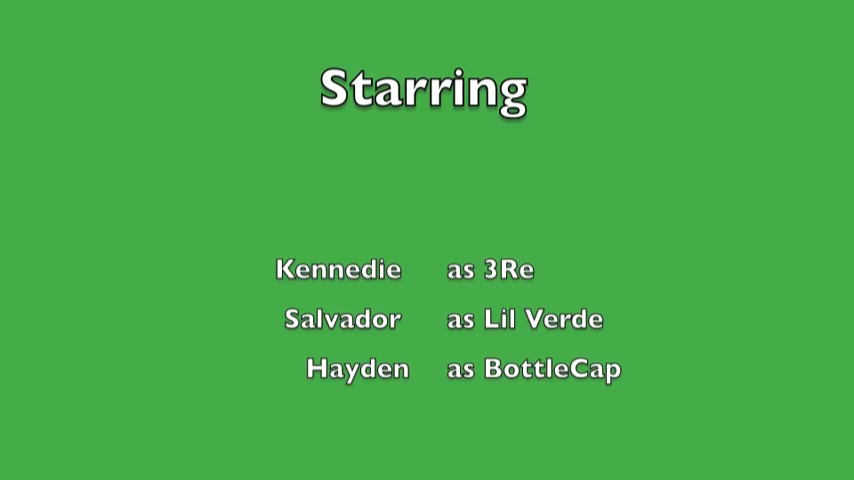 Starring
Kennedie as 3Re
Salvador as Lil Verde
Hayden as BottleCap